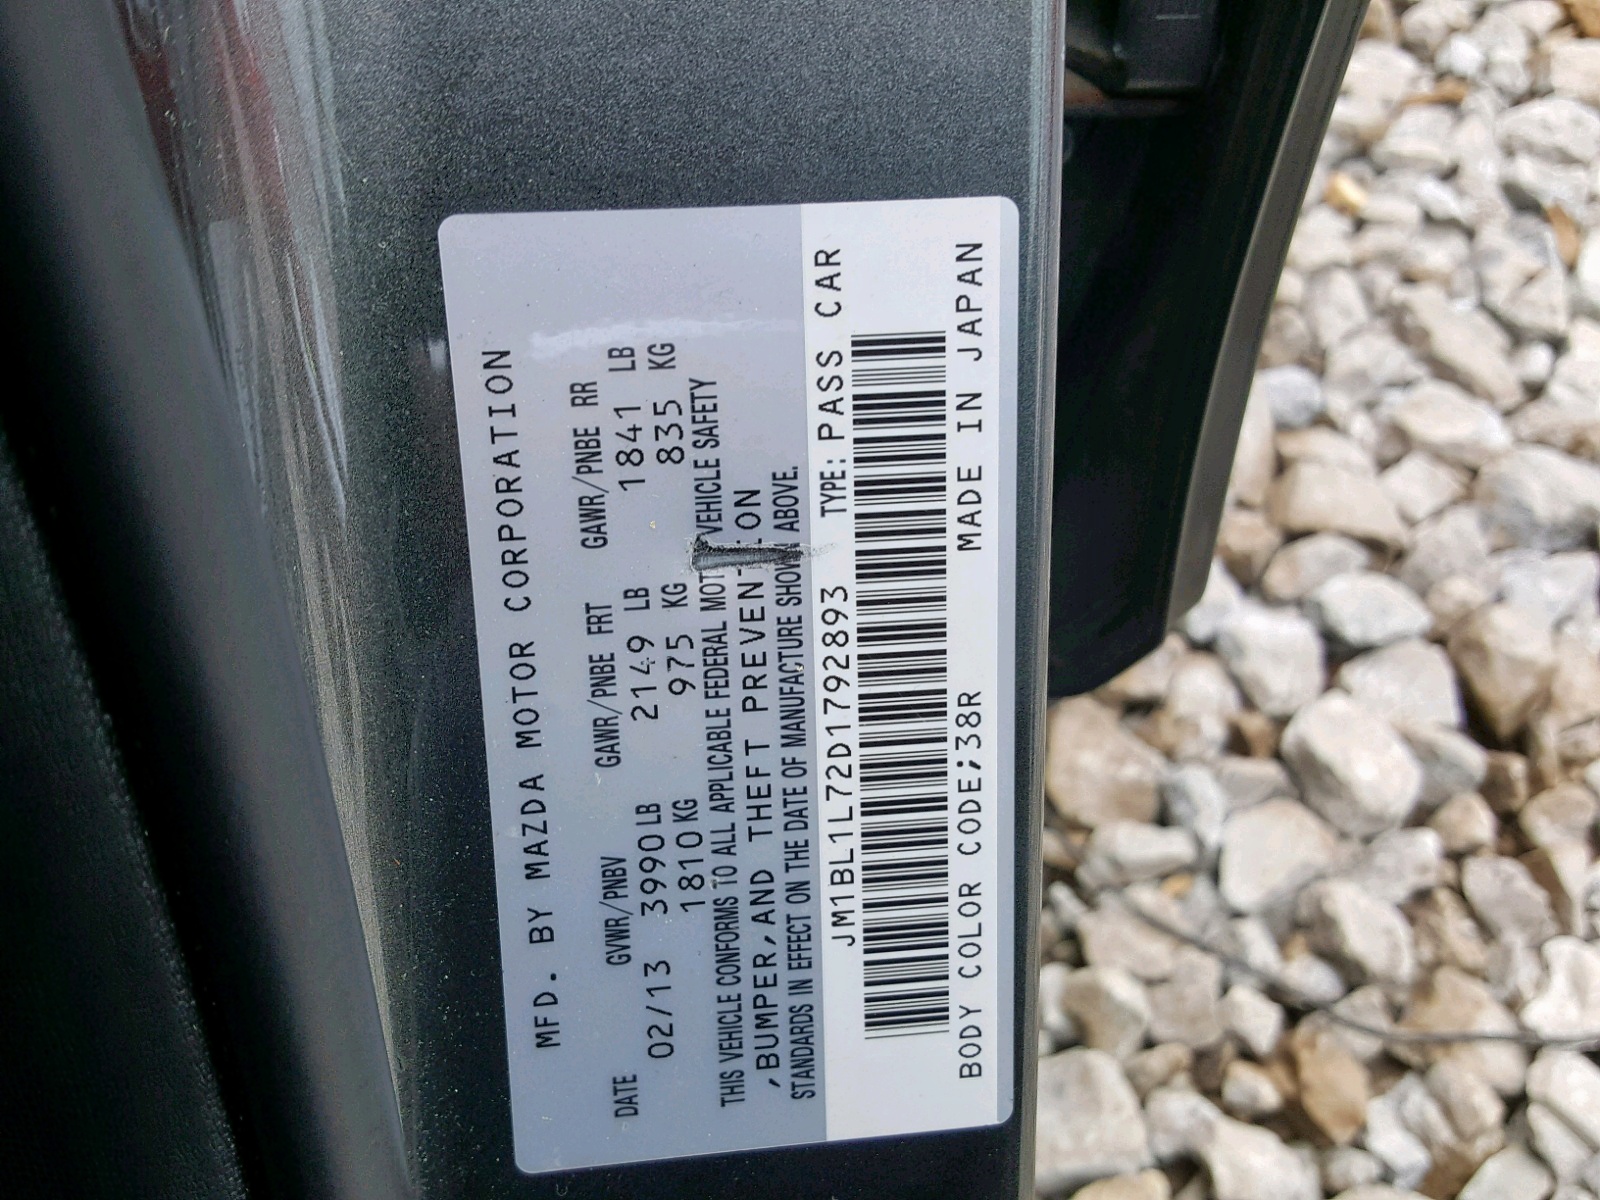 MFD. BY MAZDA MOTOR CORPORATION
DATE GVWR/PNBV GAWR/PNBE FRT GAWR/PNBE RR
02/13 3990 LB 2149 LB 1841 LB
1810 KG 975 KG 835 KG
THIS VEHICLE CONFORMS TO ALL APPLICABLE FEDERAL MOT VEHICLE SAFETY
,BUMPER,AND THEFT PREVENTION
STANDARDS IN EFFECT ON THE DATE OF MANUFACTURE SHOWN ABOVE.
JM1BL1L72D1792893 TYPE: PASS CAR
BODY COLOR CODE;38R MADE IN JAPAN